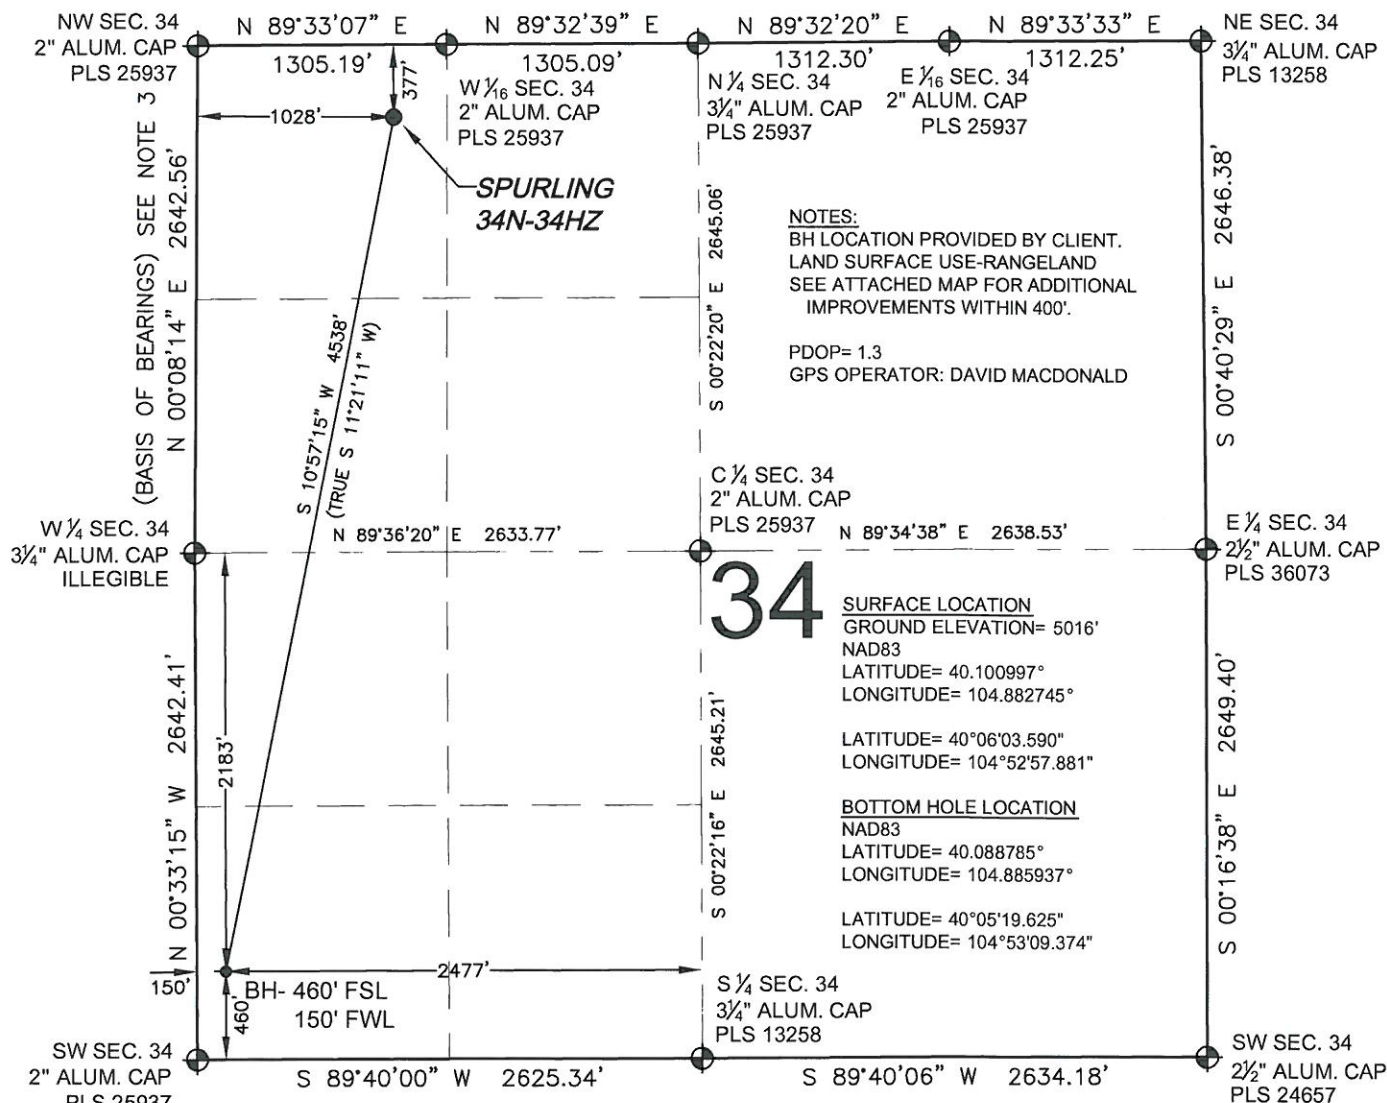 NW SEC. 34
2" ALUM. CAP
PLS 25937
N 89°33'07" E
1305.19'
N 89°32'39" E
1305.09'
N 89°32'20" E
1312.30'
N 89°33'33" E
1312.25'
NE SEC. 34
3¼" ALUM. CAP
PLS 13258
W 1⁄16 SEC. 34
2" ALUM. CAP
PLS 25937
N ¼ SEC. 34
3¼" ALUM. CAP
PLS 25937
E 1⁄16 SEC. 34
2" ALUM. CAP
PLS 25937
377'
1028'
SPURLING
34N-34HZ
(BASIS OF BEARINGS) SEE NOTE 3
N 00°08'14" E 2642.56'
S 00°22'20" E 2645.06'
S 00°40'29" E 2646.38'
NOTES:
BH LOCATION PROVIDED BY CLIENT.
LAND SURFACE USE-RANGELAND
SEE ATTACHED MAP FOR ADDITIONAL
IMPROVEMENTS WITHIN 400'.
PDOP= 1.3
GPS OPERATOR: DAVID MACDONALD
S 10°57'15" W 4538'
(TRUE S 11°21'11" W)
W ¼ SEC. 34
3¼" ALUM. CAP
ILLEGIBLE
N 89°36'20" E 2633.77'
C ¼ SEC. 34
2" ALUM. CAP
PLS 25937
N 89°34'38" E 2638.53'
E ¼ SEC. 34
2½" ALUM. CAP
PLS 36073
34
SURFACE LOCATION
GROUND ELEVATION= 5016'
NAD83
LATITUDE= 40.100997°
LONGITUDE= 104.882745°
LATITUDE= 40°06'03.590"
LONGITUDE= 104°52'57.881"
BOTTOM HOLE LOCATION
NAD83
LATITUDE= 40.088785°
LONGITUDE= 104.885937°
LATITUDE= 40°05'19.625"
LONGITUDE= 104°53'09.374"
N 00°33'15" W 2642.41'
2183'
S 00°22'16" E 2645.21'
S 00°16'38" E 2649.40'
2477'
150'
460'
BH- 460' FSL
150' FWL
S ¼ SEC. 34
3¼" ALUM. CAP
PLS 13258
SW SEC. 34
2" ALUM. CAP
PLS 25937
S 89°40'00" W 2625.34'
S 89°40'06" W 2634.18'
SW SEC. 34
2½" ALUM. CAP
PLS 24657